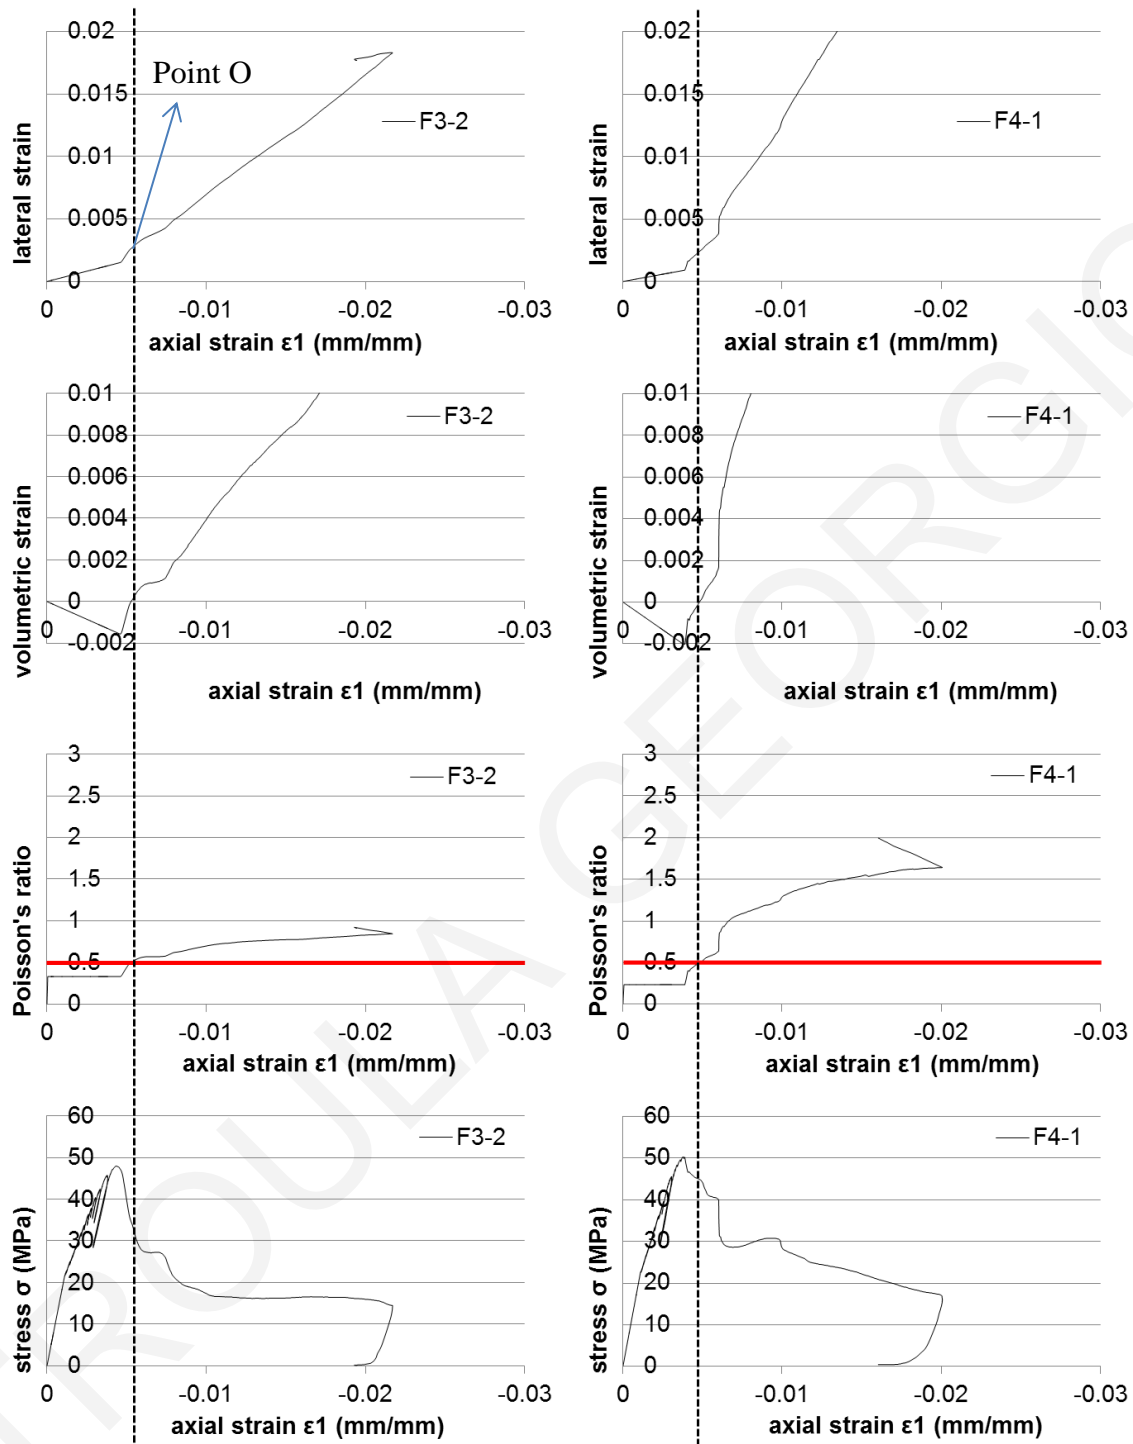 0.02
0.015
0.01
0.005
0
lateral strain
Point O
F3-2
0 -0.01 -0.02 -0.03
axial strain ε1 (mm/mm)
0.02
0.015
0.01
0.005
0
lateral strain
F4-1
0 -0.01 -0.02 -0.03
axial strain ε1 (mm/mm)
0.01
0.008
0.006
0.004
0.002
0
-0.002
volumetric strain
F3-2
0 -0.01 -0.02 -0.03
axial strain ε1 (mm/mm)
0.01
0.008
0.006
0.004
0.002
0
-0.002
volumetric strain
F4-1
0 -0.01 -0.02 -0.03
axial strain ε1 (mm/mm)
3
2.5
2
1.5
1
0.5
0
Poisson's ratio
F3-2
0 -0.01 -0.02 -0.03
axial strain ε1 (mm/mm)
3
2.5
2
1.5
1
0.5
0
Poisson's ratio
F4-1
0 -0.01 -0.02 -0.03
axial strain ε1 (mm/mm)
60
50
40
30
20
10
0
stress σ (MPa)
F3-2
0 -0.01 -0.02 -0.03
axial strain ε1 (mm/mm)
60
50
40
30
20
10
0
stress σ (MPa)
F4-1
0 -0.01 -0.02 -0.03
axial strain ε1 (mm/mm)
TROULA GEORGIO